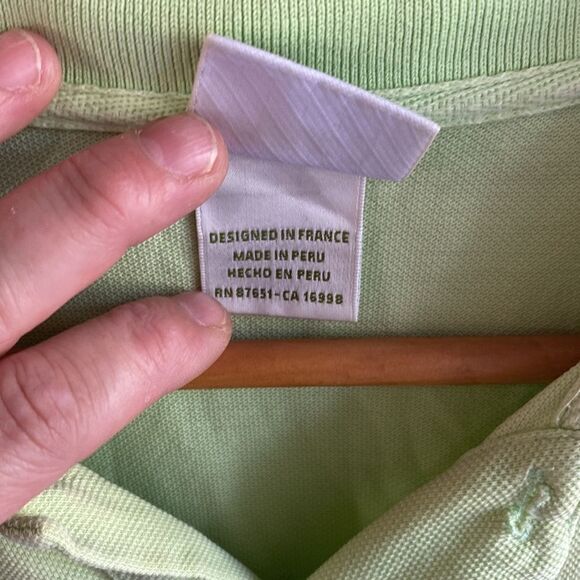 DESIGNED IN FRANCE
MADE IN PERU
HECHO EN PERU
RN 87651-CA 16998